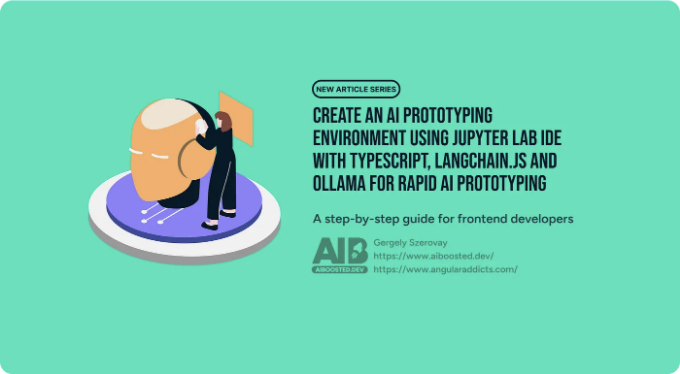 NEW ARTICLE SERIES
CREATE AN AI PROTOTYPING
ENVIRONMENT USING JUPYTER LAB IDE
WITH TYPESCRIPT, LANGCHAIN.JS AND
OLLAMA FOR RAPID AI PROTOTYPING
A step-by-step guide for frontend developers
AIB
AIBOOSTED.DEV
Gergely Szerovay
https://www.aiboosted.dev/
https://www.angularaddicts.com/